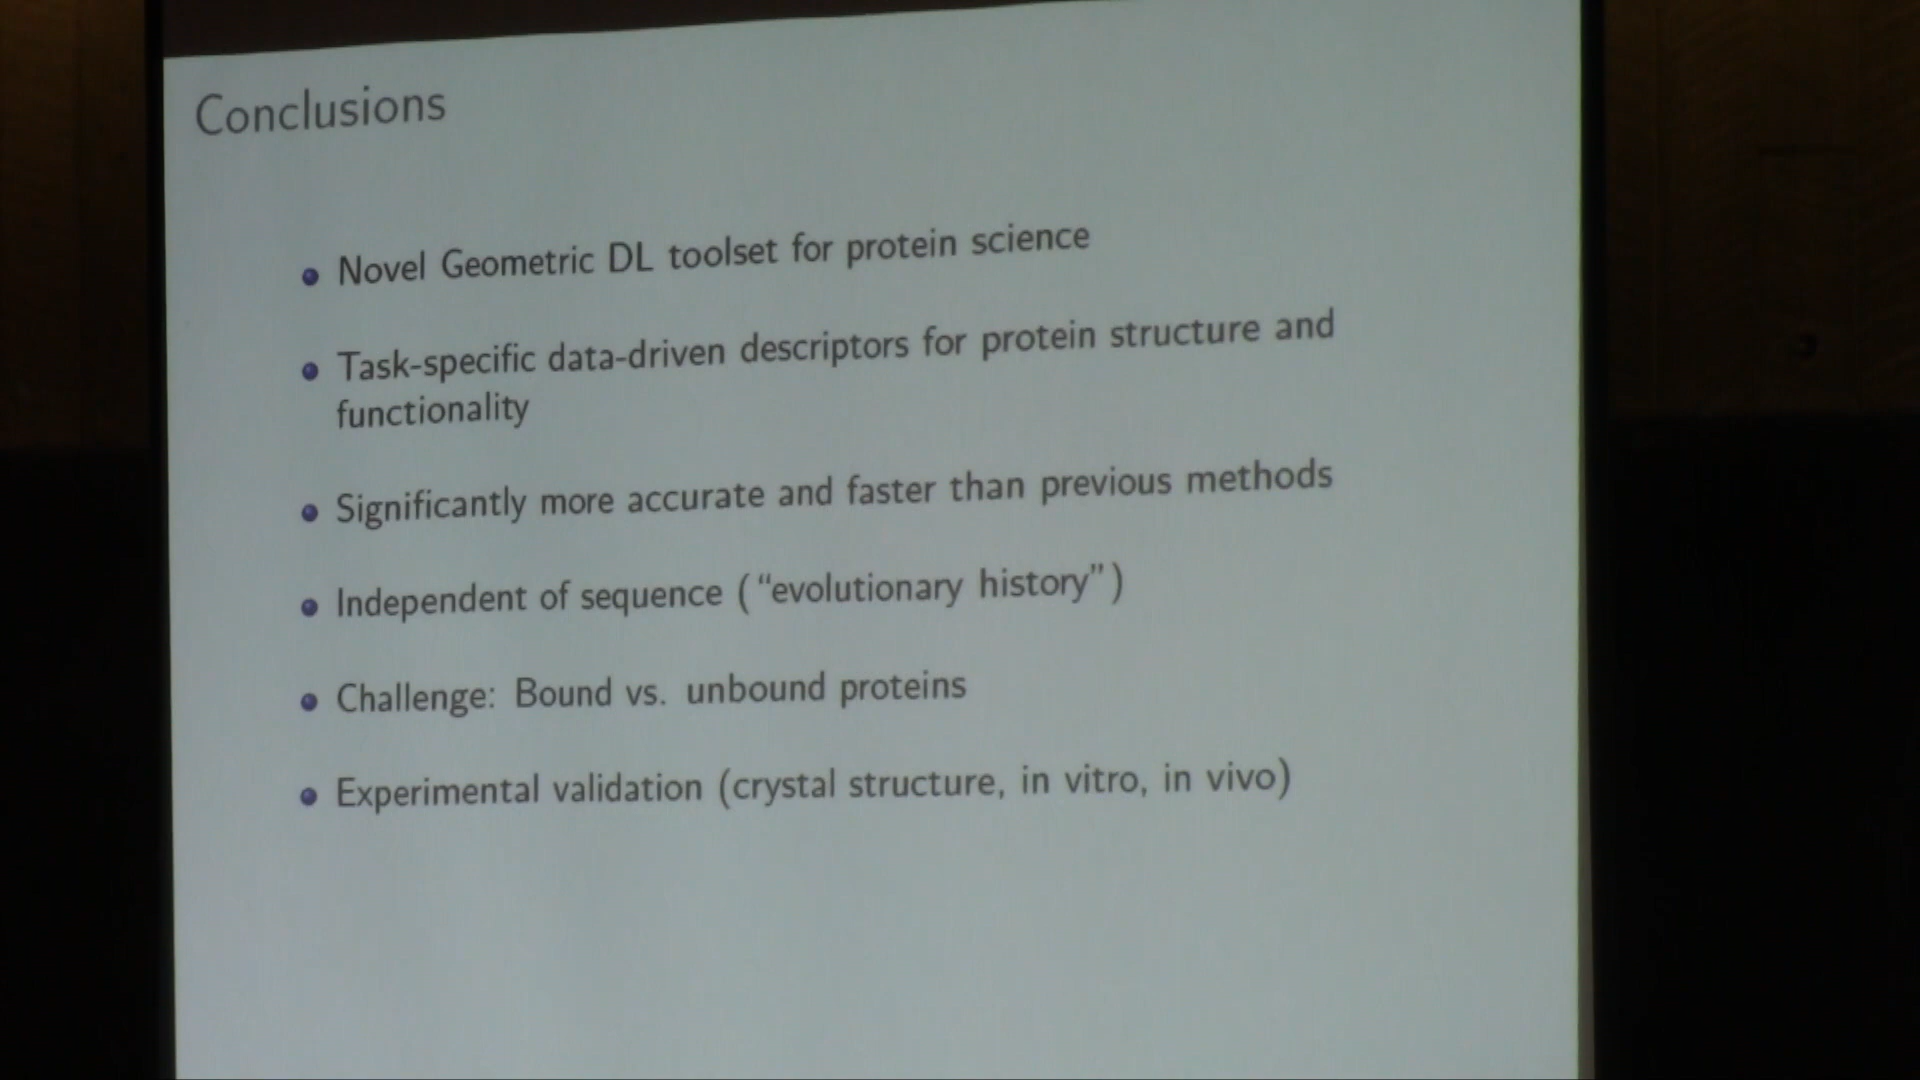 Conclusions
Novel Geometric DL toolset for protein science
Task-specific data-driven descriptors for protein structure and
functionality
Significantly more accurate and faster than previous methods
Independent of sequence (“evolutionary history”)
Challenge: Bound vs. unbound proteins
Experimental validation (crystal structure, in vitro, in vivo)